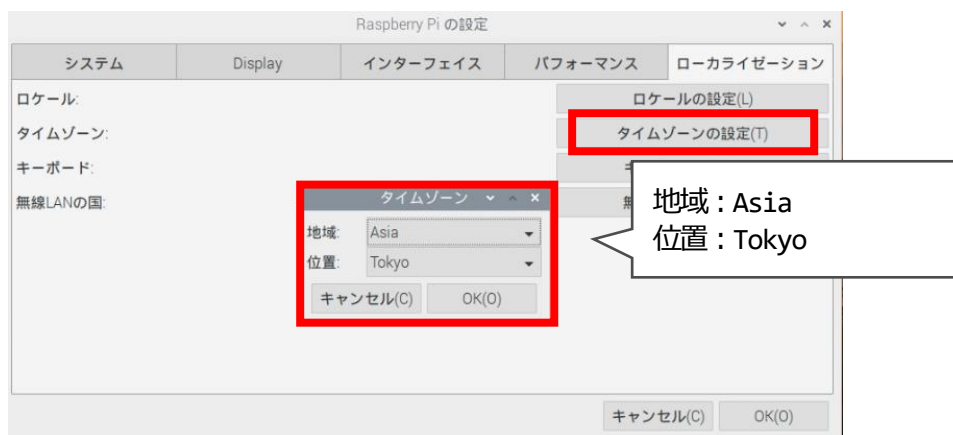 Raspberry Pi の設定
システム Display インターフェイス パフォーマンス ローカライゼーション
ロケール: ロケールの設定(L)
タイムゾーン: タイムゾーンの設定(T)
キーボード:
無線LANの国:
タイムゾーン
地域: Asia
位置: Tokyo
キャンセル(C) OK(O)
地域：Asia
位置：Tokyo
キャンセル(C) OK(O)